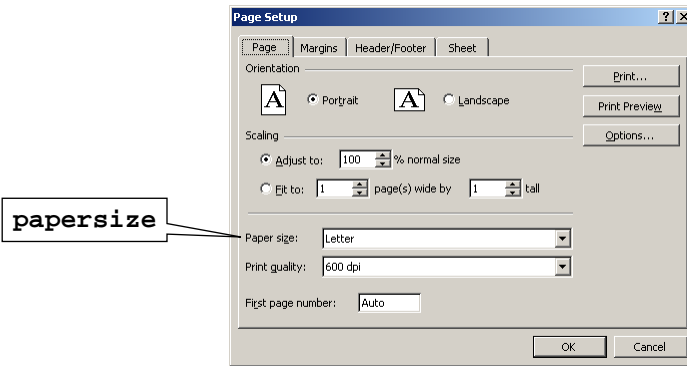 Page Setup
Page Margins Header/Footer Sheet
Orientation
A Portrait A Landscape
Scaling
Adjust to: 100 % normal size
Fit to: 1 page(s) wide by 1 tall
Paper size: Letter
Print quality: 600 dpi
First page number: Auto
Print...
Print Preview
Options...
OK Cancel
papersize